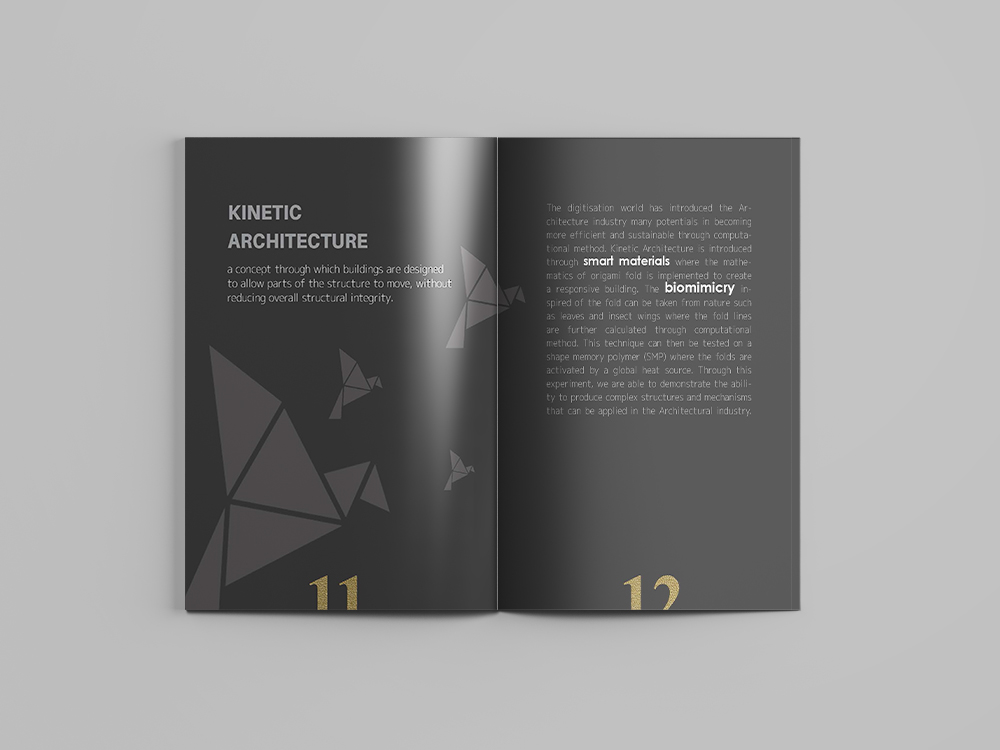 KINETIC
ARCHITECTURE
a concept through which buildings are designed
to allow parts of the structure to move, without
reducing overall structural integrity.
11
The digitisation world has introduced the Ar-
chitecture industry many potentials in becoming
more efficient and sustainable through computa-
tional method. Kinetic Architecture is introduced
through smart materials where the mathe-
matics of origami fold is implemented to create
a responsive building. The biomimicry in-
spired of the fold can be taken from nature such
as leaves and insect wings where the fold lines
are further calculated through computational
method. This technique can then be tested on a
shape memory polymer (SMP) where the folds are
activated by a global heat source. Through this
experiment, we are able to demonstrate the abili-
ty to produce complex structures and mechanisms
that can be applied in the Architectural industry.
12